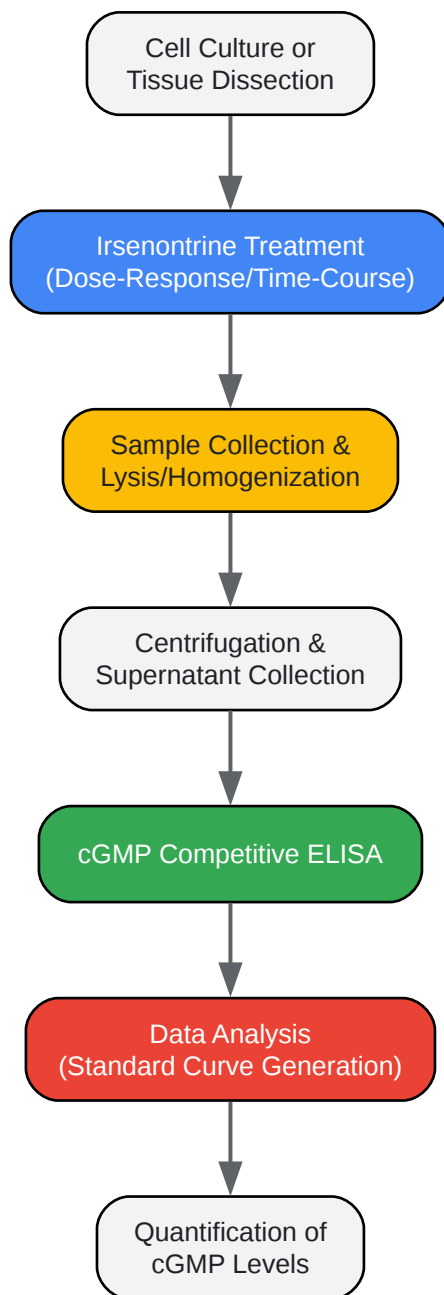 Cell Culture or
Tissue Dissection
Irsenontrine Treatment
(Dose-Response/Time-Course)
Sample Collection &
Lysis/Homogenization
Centrifugation &
Supernatant Collection
cGMP Competitive ELISA
Data Analysis
(Standard Curve Generation)
Quantification of
cGMP Levels